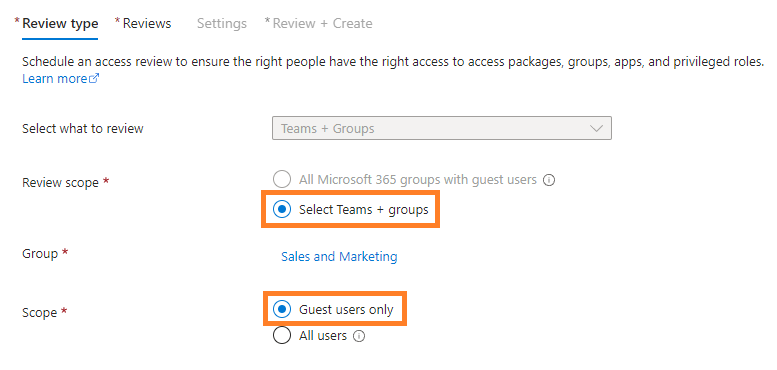 *Review type *Reviews Settings *Review + Create
Schedule an access review to ensure the right people have the right access to access packages, groups, apps, and privileged roles.
Learn more
Select what to review Teams + Groups
Review scope * All Microsoft 365 groups with guest users
Select Teams + groups
Group * Sales and Marketing
Scope * Guest users only
All users